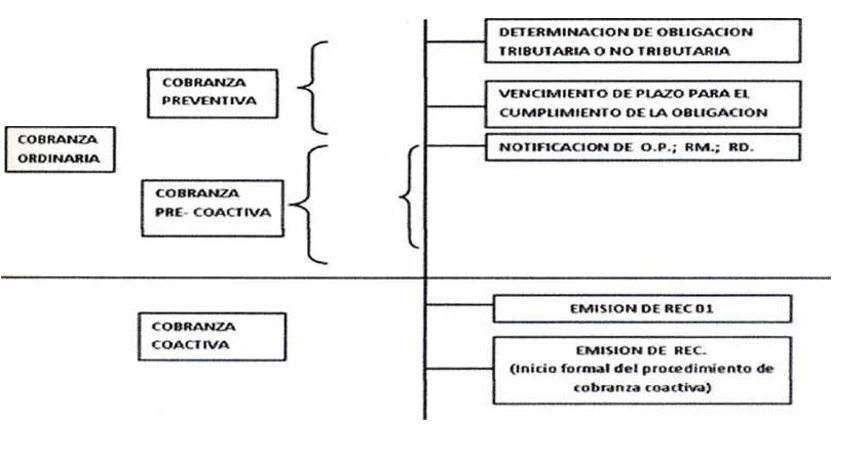 DETERMINACION DE OBLIGACION
TRIBUTARIA O NO TRIBUTARIA
COBRANZA
PREVENTIVA
VENCIMIENTO DE PLAZO PARA EL
CUMPLIMIENTO DE LA OBLIGACION
COBRANZA
ORDINARIA
NOTIFICACION DE O.P.; RM.; RD.
COBRANZA
PRE- COACTIVA
EMISION DE REC 01
COBRANZA
COACTIVA
EMISION DE REC.
(Inicio formal del procedimiento de
cobranza coactiva)